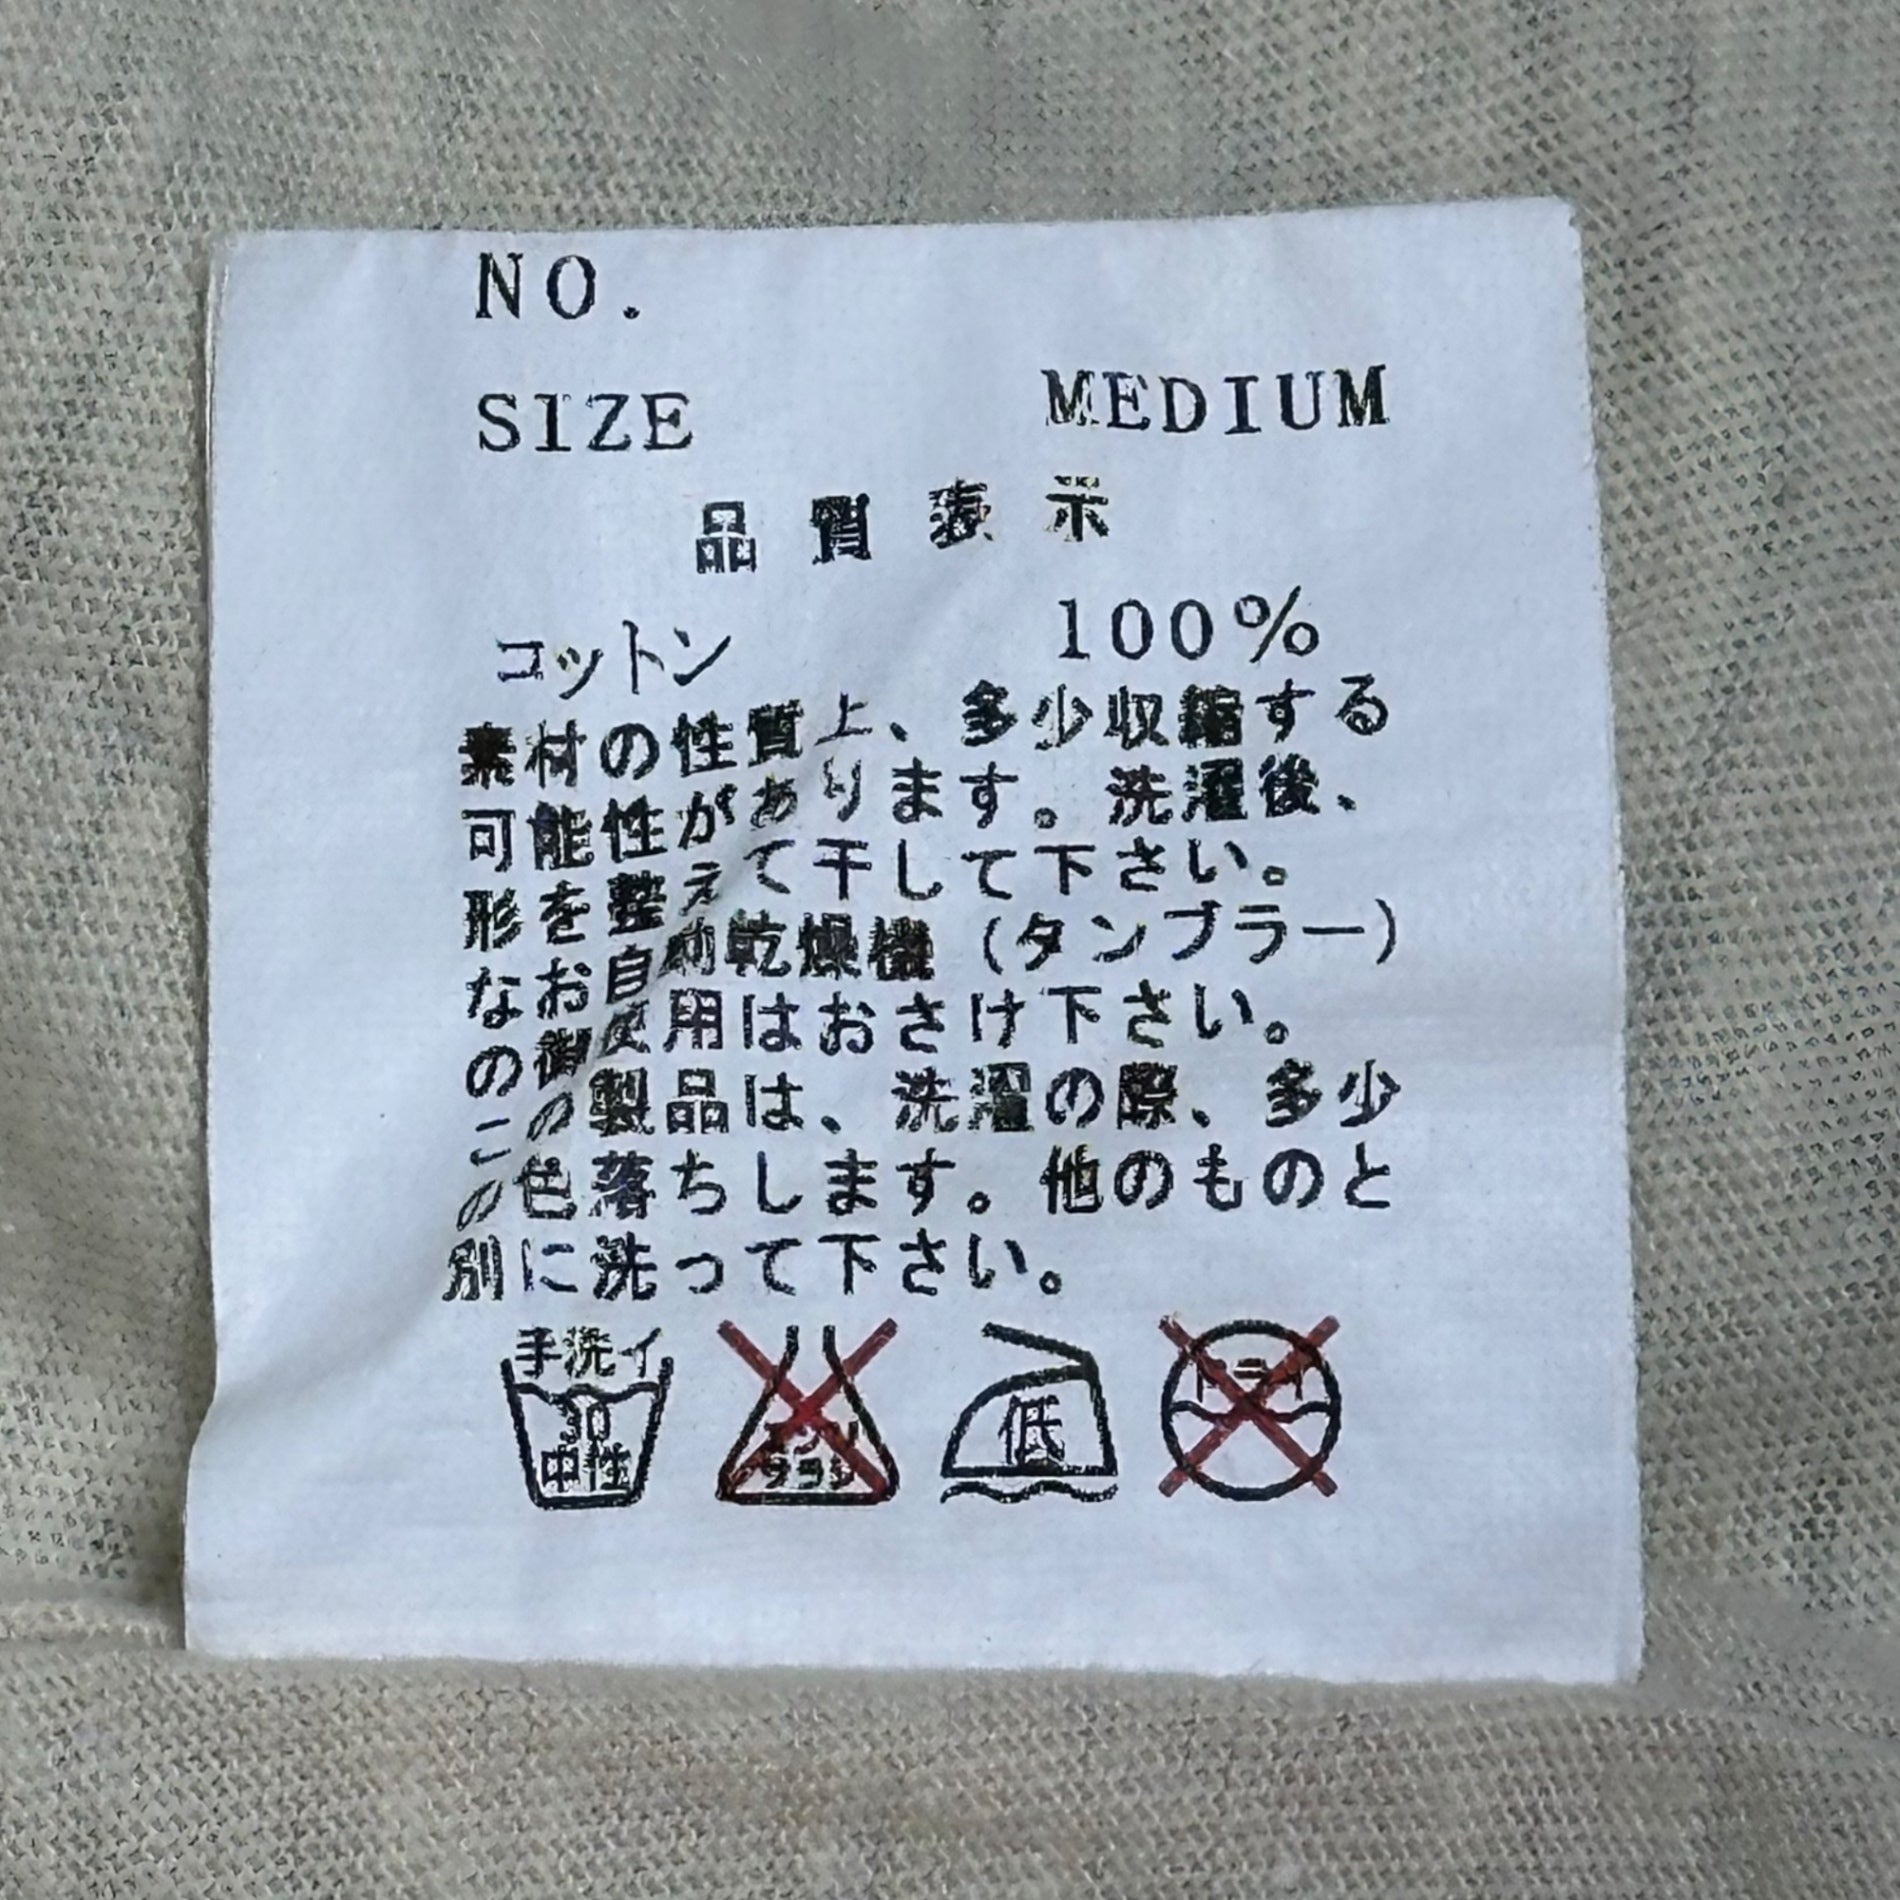 NO.
SIZE MEDIUM
品質表示
コットン 100%
素材の性質上、多少収縮する
可能性があります。洗濯後、
形を整えて干して下さい。
なお自動乾燥機(タンブラー)
の御使用はおさけ下さい。
この製品は、洗濯の際、多少
の色落ちします。他のものと
別に洗って下さい。
手洗イ
30
中性
低
ドライ